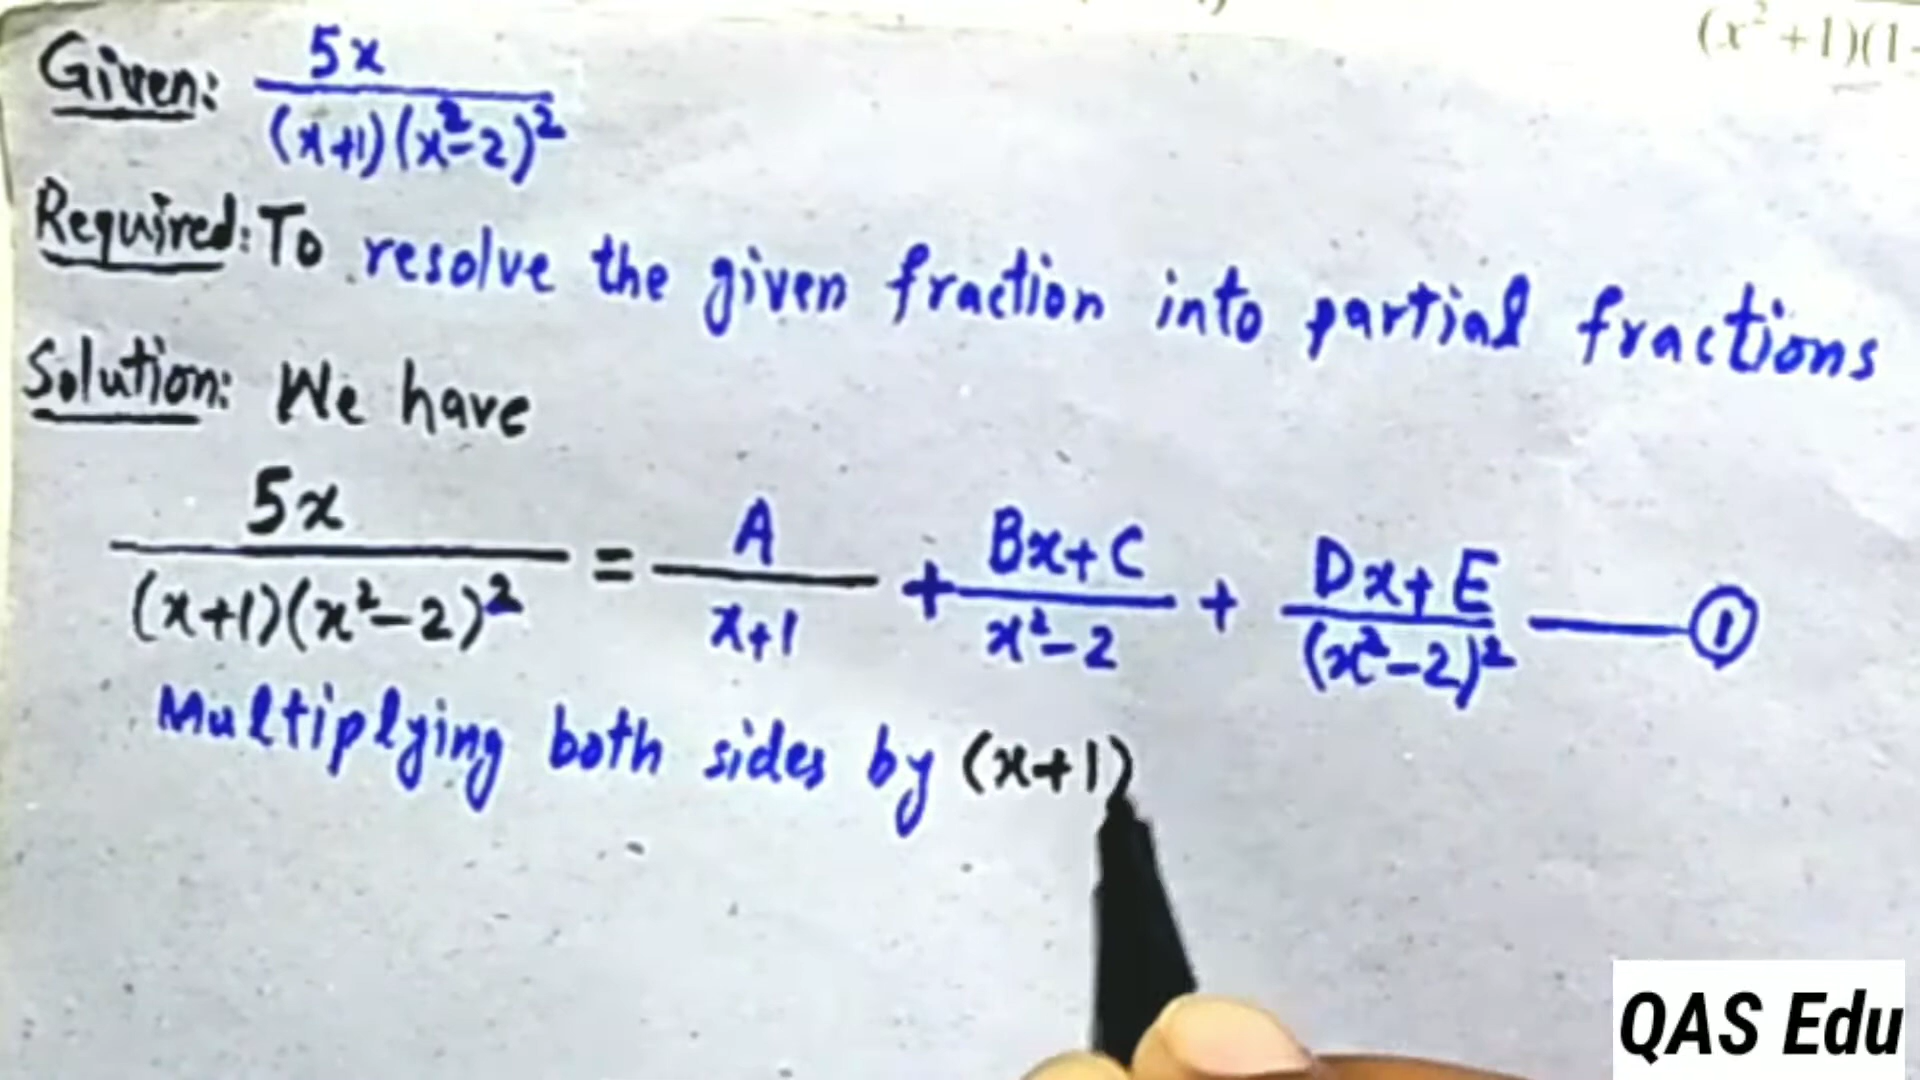 (x²+1)(1-
Given: 5x / (x+1)(x²-2)²
Required: To resolve the given fraction into partial fractions
Solution: We have
5x / (x+1)(x²-2)² = A / x+1 + Bx+C / x²-2 + Dx+E / (x²-2)² —— ①
Multiplying both sides by (x+1)
QAS Edu